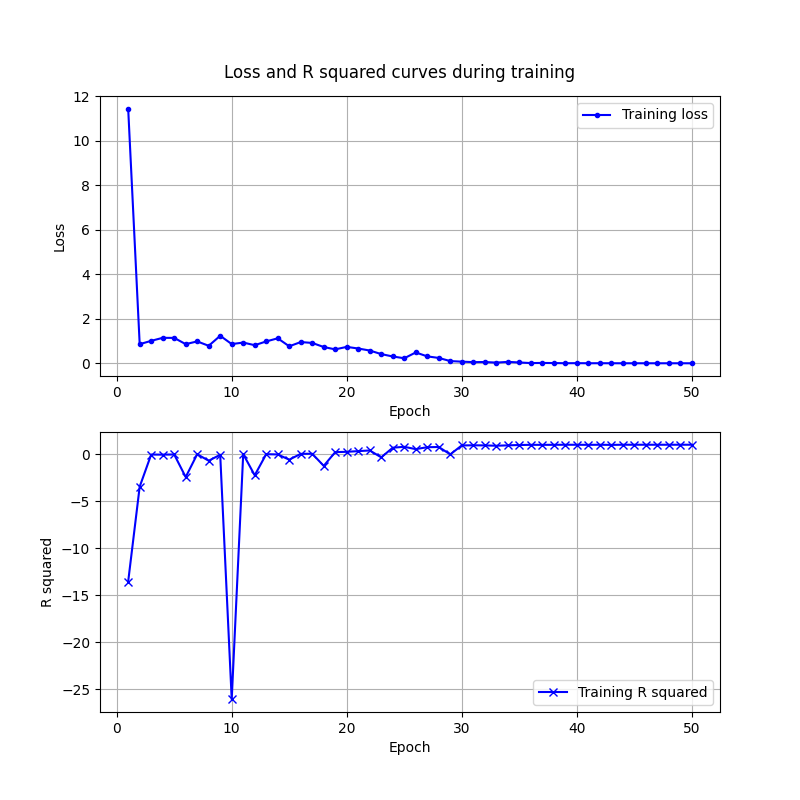 Loss and R squared curves during training
12
10
8
6
4
2
0
Loss
Training loss
0 10 20 30 40 50
Epoch
0
−5
−10
−15
−20
−25
R squared
Training R squared
0 10 20 30 40 50
Epoch